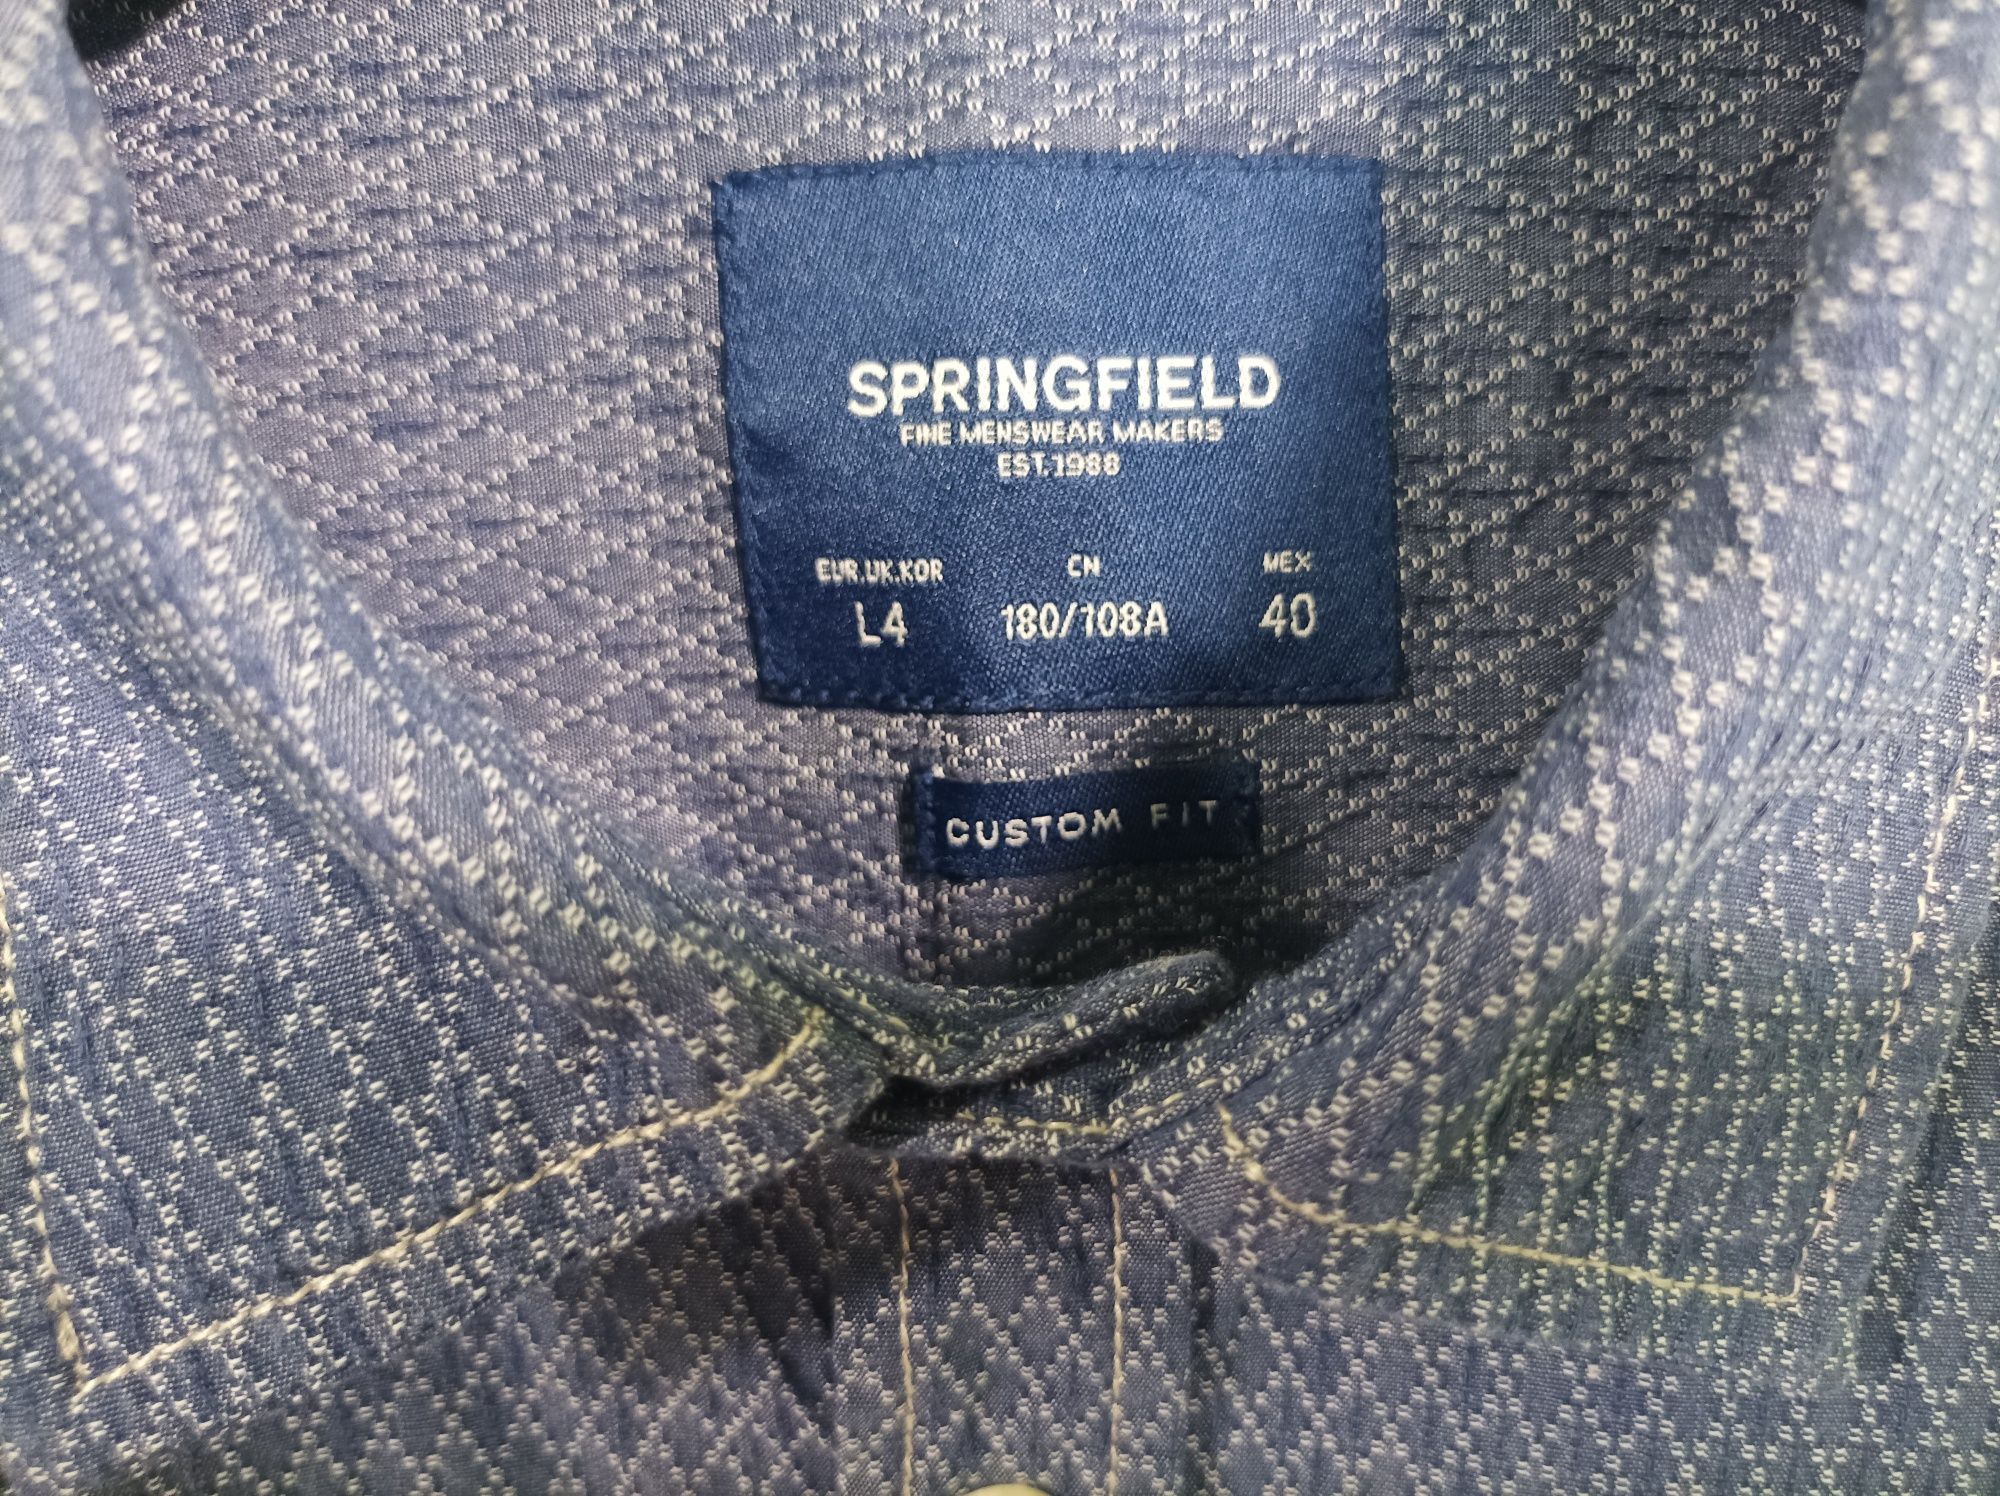 SPRINGFIELD
FINE MENSWEAR MAKERS
EST.1988
EUR.UK.KOR CN MEX
L4 180/108A 40
CUSTOM FIT